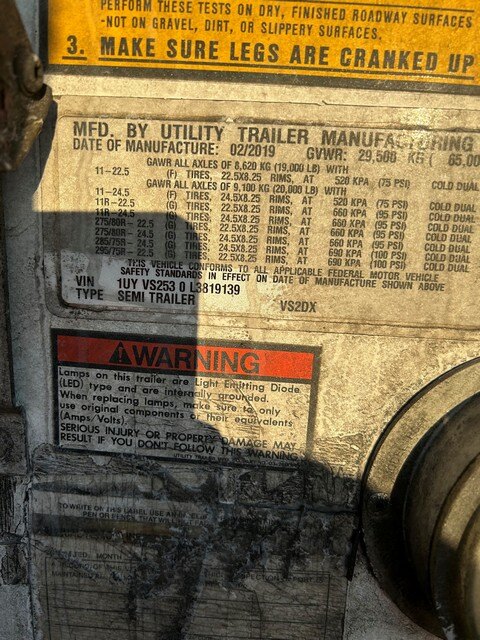 PERFORM THESE TESTS ON DRY, FINISHED ROADWAY SURFACES
-NOT ON GRAVEL, DIRT, OR SLIPPERY SURFACES.
3. MAKE SURE LEGS ARE CRANKED UP
MFD. BY UTILITY TRAILER MANUFACTURING
DATE OF MANUFACTURE: 02/2019 GVWR: 29,500 KG ( 65,00
GAWR ALL AXLES OF 8,620 KG (19,000 LB) WITH
11-22.5 (F) TIRES, 22.5X8.25 RIMS, AT 520 KPA (75 PSI) COLD DUAL
GAWR ALL AXLES OF 9,100 KG (20,000 LB) WITH
11-24.5 (F) TIRES, 24.5X8.25 RIMS, AT 520 KPA (75 PSI) COLD DUAL
11R-22.5 (G) TIRES, 22.5X8.25 RIMS, AT 660 KPA (95 PSI) COLD DUAL
11R-24.5 (G) TIRES, 24.5X8.25 RIMS, AT 660 KPA (95 PSI) COLD DUAL
275/80R-22.5 (G) TIRES, 22.5X8.25 RIMS, AT 660 KPA (95 PSI) COLD DUAL
275/80R-24.5 (G) TIRES, 24.5X8.25 RIMS, AT 660 KPA (95 PSI) COLD DUAL
285/75R-24.5 (G) TIRES, 24.5X8.25 RIMS, AT 690 KPA (100 PSI) COLD DUAL
295/75R-22.5 (G) TIRES, 22.5X8.25 RIMS, AT 690 KPA (100 PSI) COLD DUAL
THIS VEHICLE CONFORMS TO ALL APPLICABLE FEDERAL MOTOR VEHICLE
SAFETY STANDARDS IN EFFECT ON DATE OF MANUFACTURE SHOWN ABOVE
VIN 1UY VS253 0 L3819139
TYPE SEMI TRAILER VS2DX
WARNING
Lamps on this trailer are Light Emitting Diode
(LED) type and are internally grounded.
When replacing lamps, make sure to only
use original components or their equivalents
(Amps/Volts).
SERIOUS INJURY OR PROPERTY DAMAGE MAY
RESULT IF YOU DON'T FOLLOW THIS WARNING
TO WRITE ON THIS LABEL USE
PEN OR
MONTH